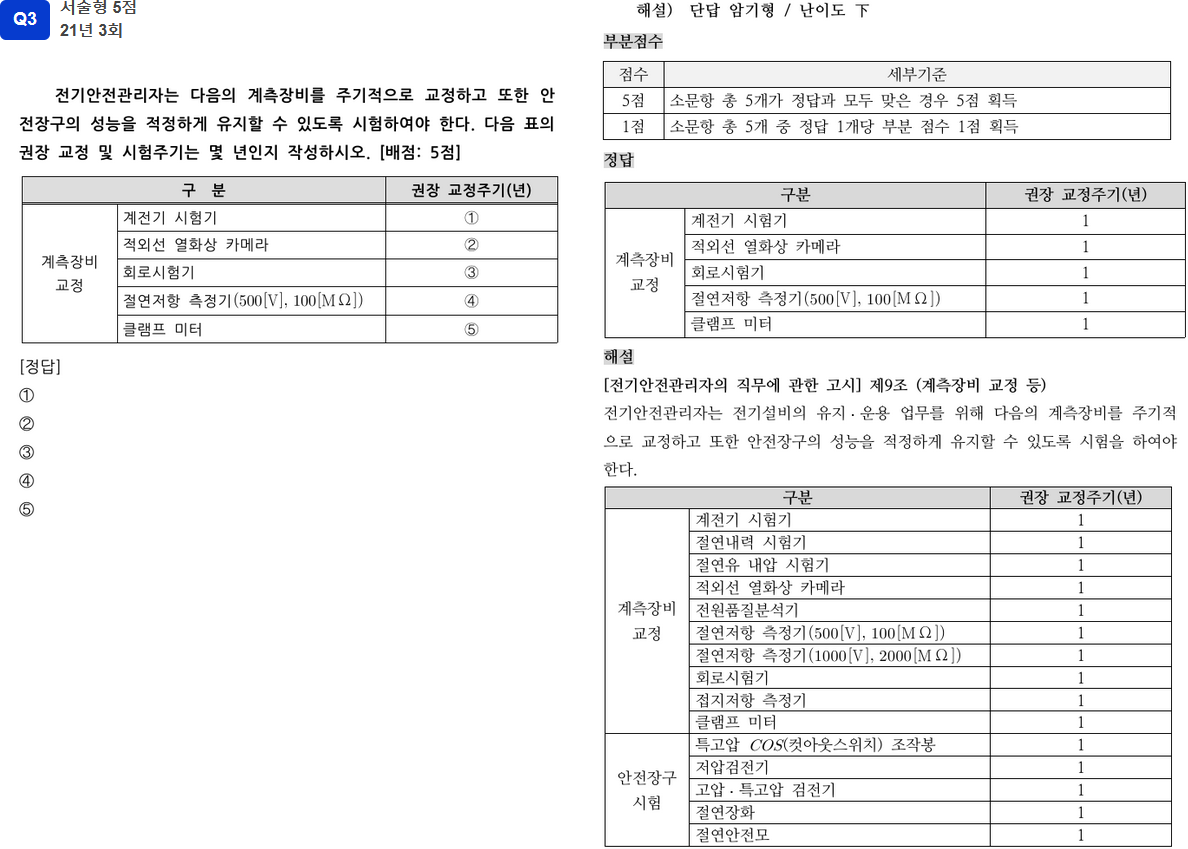 Q3
서술형 5점
21년 3회
전기안전관리자는 다음의 계측장비를 주기적으로 교정하고 또한 안
전장구의 성능을 적정하게 유지할 수 있도록 시험하여야 한다. 다음 표의
권장 교정 및 시험주기는 몇 년인지 작성하시오. [배점: 5점]
구 분 권장 교정주기(년)
계측장비 교정
계전기 시험기 ①
적외선 열화상 카메라 ②
회로시험기 ③
절연저항 측정기(500[V], 100[MΩ]) ④
클램프 미터 ⑤
[정답]
①
②
③
④
⑤
해설) 단답 암기형 / 난이도 下
부분점수
점수 세부기준
5점 소문항 총 5개가 정답과 모두 맞은 경우 5점 획득
1점 소문항 총 5개 중 정답 1개당 부분 점수 1점 획득
정답
구분 권장 교정주기(년)
계측장비 교정
계전기 시험기 1
적외선 열화상 카메라 1
회로시험기 1
절연저항 측정기(500[V], 100[MΩ]) 1
클램프 미터 1
해설
[전기안전관리자의 직무에 관한 고시] 제9조 (계측장비 교정 등)
전기안전관리자는 전기설비의 유지·운용 업무를 위해 다음의 계측장비를 주기적
으로 교정하고 또한 안전장구의 성능을 적정하게 유지할 수 있도록 시험을 하여야
한다.
구분 권장 교정주기(년)
계측장비 교정
계전기 시험기 1
절연내력 시험기 1
절연유 내압 시험기 1
적외선 열화상 카메라 1
전원품질분석기 1
절연저항 측정기(500[V], 100[MΩ]) 1
절연저항 측정기(1000[V], 2000[MΩ]) 1
회로시험기 1
접지저항 측정기 1
클램프 미터 1
안전장구 시험
특고압 COS(컷아웃스위치) 조작봉 1
저압검전기 1
고압·특고압 검전기 1
절연장화 1
절연안전모 1